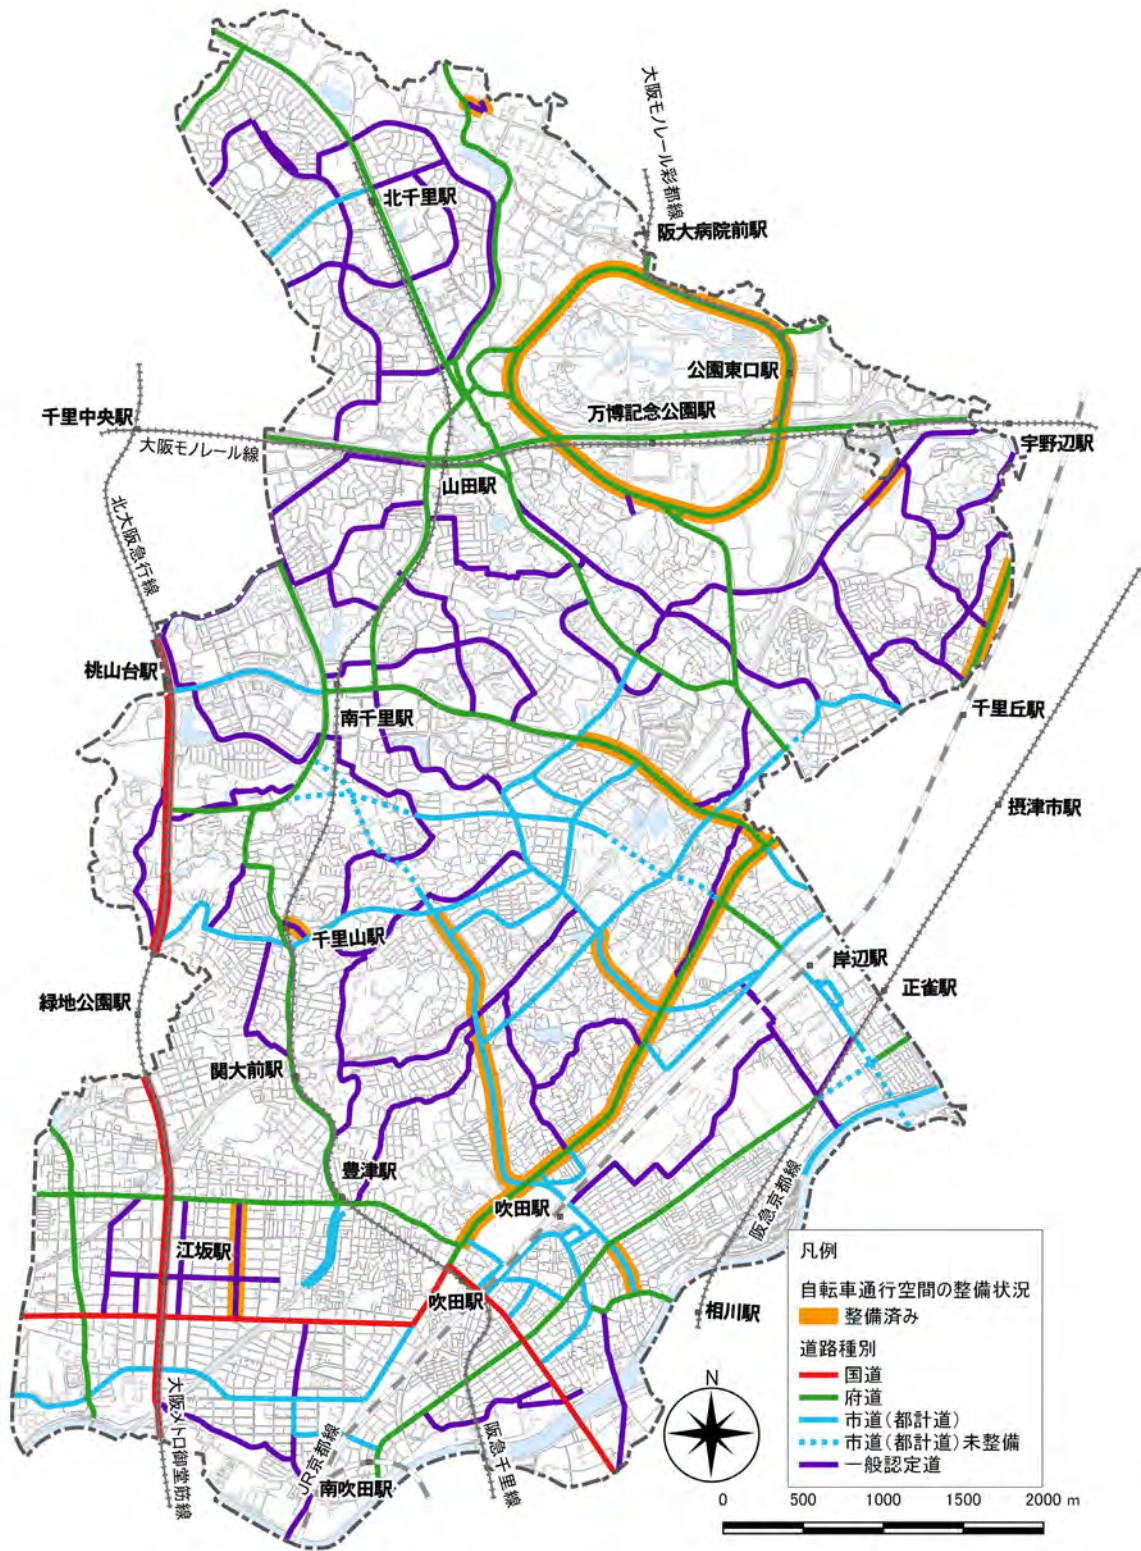 大阪モノレール彩都線
北千里駅
阪大病院前駅
公園東口駅
千里中央駅
万博記念公園駅
宇野辺駅
大阪モノレール線
山田駅
北大阪急行線
桃山台駅
南千里駅
千里丘駅
摂津市駅
千里山駅
岸辺駅
正雀駅
緑地公園駅
関大前駅
豊津駅
吹田駅
阪急京都線
江坂駅
吹田駅
相川駅
大阪メトロ御堂筋線
JR京都線
阪急千里線
南吹田駅
凡例
自転車通行空間の整備状況
整備済み
道路種別
国道
府道
市道(都計道)
市道(都計道)未整備
一般認定道
N
0 500 1000 1500 2000 m